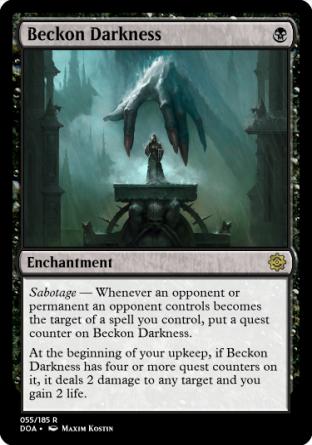 Beckon Darkness
Enchantment
Sabotage — Whenever an opponent or
permanent an opponent controls becomes
the target of a spell you control, put a quest
counter on Beckon Darkness.
At the beginning of your upkeep, if Beckon
Darkness has four or more quest counters on
it, it deals 2 damage to any target and you
gain 2 life.
055/185 R
DOA • Maxim Kostin